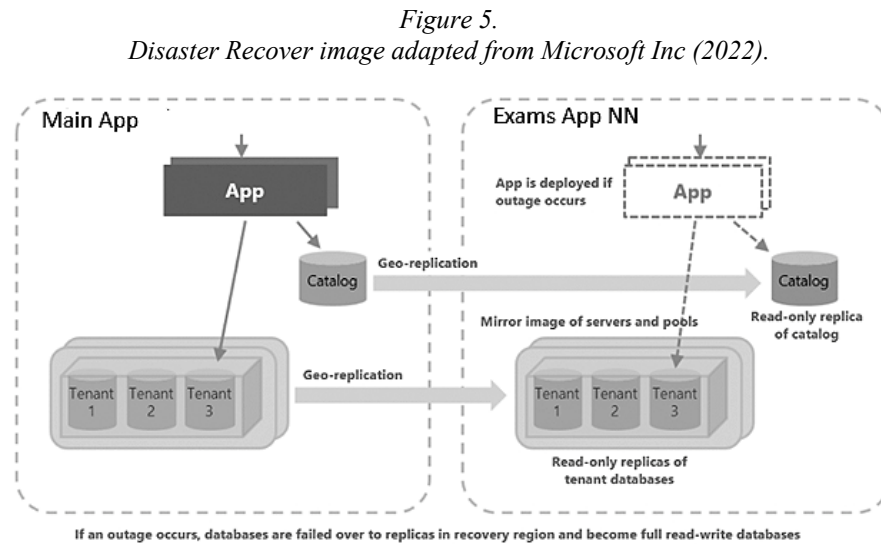 Figure 5.
Disaster Recover image adapted from Microsoft Inc (2022).
Main App
App
Catalog
Geo-replication
Tenant
1
Tenant
2
Tenant
3
Geo-replication
Exams App NN
App is deployed if
outage occurs
App
Catalog
Read-only replica
of catalog
Mirror image of servers and pools
Tenant
1
Tenant
2
Tenant
3
Read-only replicas of
tenant databases
If an outage occurs, databases are failed over to replicas in recovery region and become full read-write databases